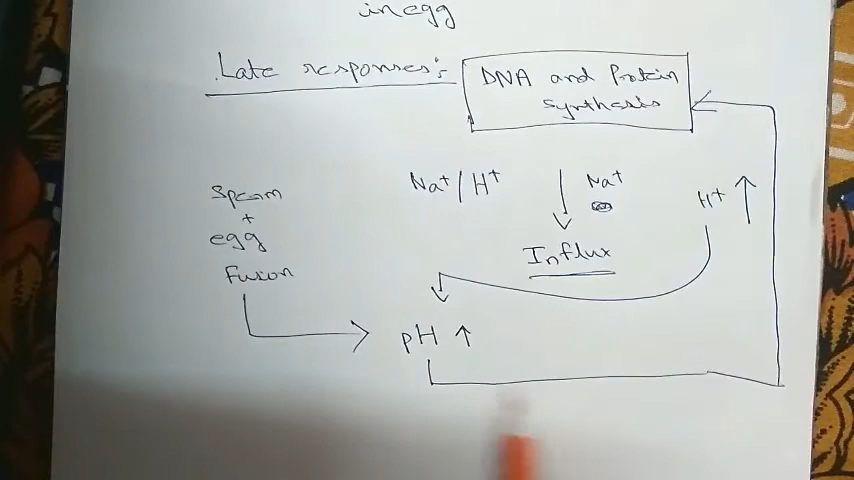 in egg
Late responses:
DNA and Protein
synthesis
Na+/H+
↓ Na+
H+ ↑
Sperm
+
egg
Fusion
Influx
pH ↑